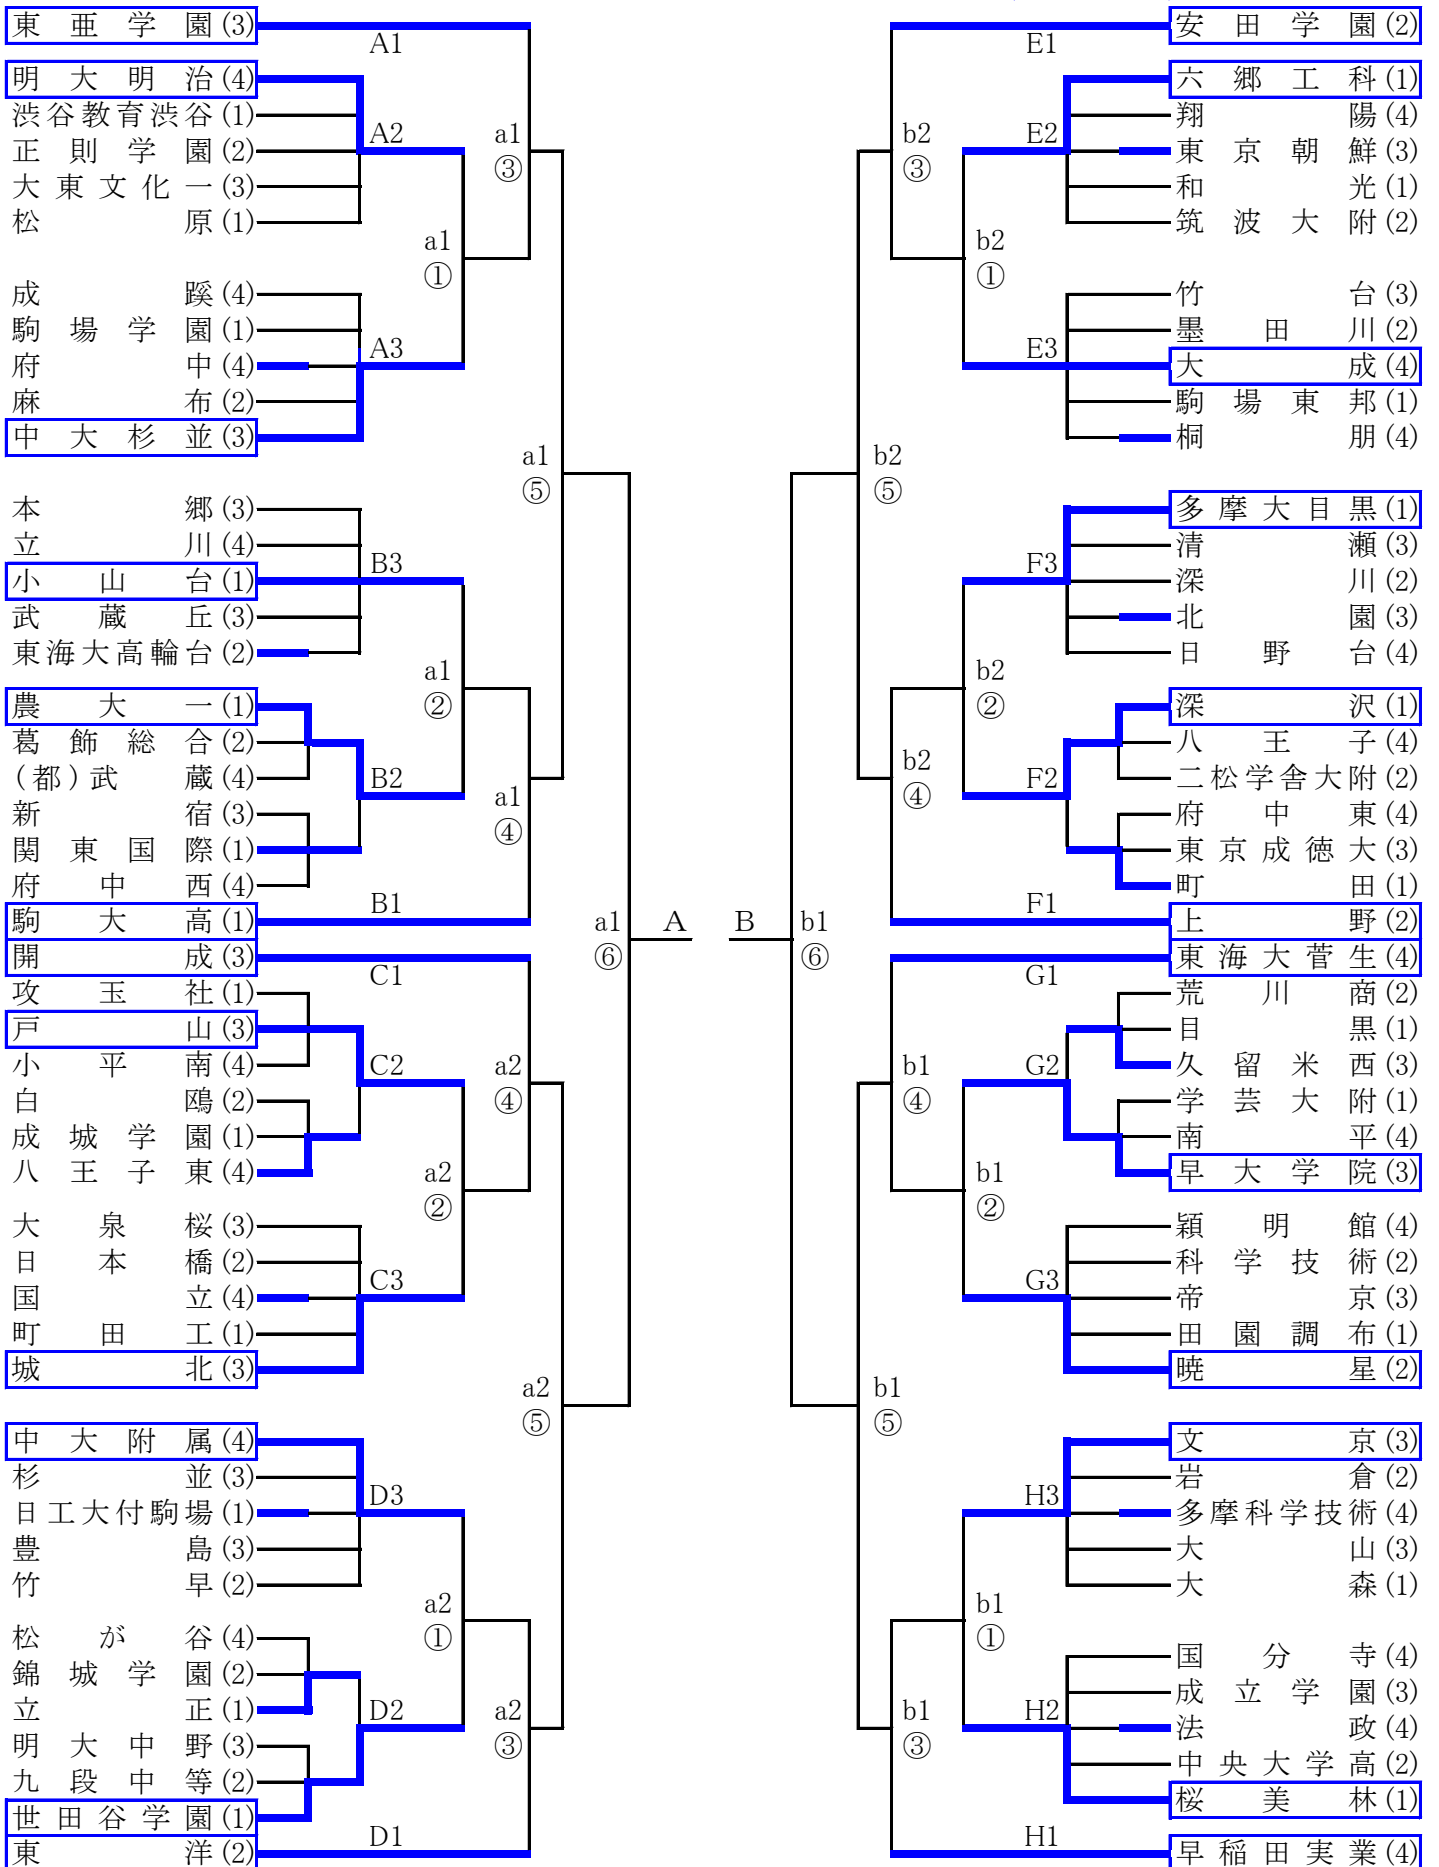 東亜学園(3)
A1
明大明治(4)
渋谷教育渋谷(1)
A2
正則学園(2)
大東文化一(3)
松原(1)
a1
③
a1
①
成蹊(4)
駒場学園(1)
A3
府中(4)
麻布(2)
中大杉並(3)
a1
⑤
本郷(3)
立川(4)
B3
小山台(1)
武蔵丘(3)
東海大高輪台(2)
a1
②
農大一(1)
葛飾総合(2)
(都)武蔵(4)
B2
新宿(3)
関東国際(1)
府中西(4)
a1
④
B1
駒大高(1)
a1
⑥
A
開成(3)
C1
攻玉社(1)
戸山(3)
小平南(4)
C2
白鴎(2)
成城学園(1)
八王子東(4)
a2
④
a2
②
大泉桜(3)
日本橋(2)
C3
国立(4)
町田工(1)
城北(3)
a2
⑤
中大附属(4)
杉並(3)
D3
日工大付駒場(1)
豊島(3)
竹早(2)
a2
①
松が谷(4)
錦城学園(2)
立正(1)
D2
明大中野(3)
九段中等(2)
世田谷学園(1)
a2
③
D1
東洋(2)
安田学園(2)
E1
六郷工科(1)
翔陽(4)
E2
東京朝鮮(3)
和光(1)
筑波大附(2)
b2
③
b2
①
竹台(3)
墨田川(2)
E3
大成(4)
駒場東邦(1)
桐朋(4)
b2
⑤
多摩大目黒(1)
清瀬(3)
F3
深川(2)
北園(3)
日野台(4)
b2
②
深沢(1)
八王子(4)
二松学舎大附(2)
F2
府中東(4)
東京成徳大(3)
町田(1)
b2
④
F1
上野(2)
B
b1
⑥
東海大菅生(4)
G1
荒川商(2)
目黒(1)
久留米西(3)
G2
学芸大附(1)
南平(4)
早大学院(3)
b1
④
b1
②
穎明館(4)
科学技術(2)
G3
帝京(3)
田園調布(1)
暁星(2)
b1
⑤
文京(3)
岩倉(2)
H3
多摩科学技術(4)
大山(3)
大森(1)
b1
①
国分寺(4)
成立学園(3)
H2
法政(4)
中央大学高(2)
桜美林(1)
b1
③
H1
早稲田実業(4)